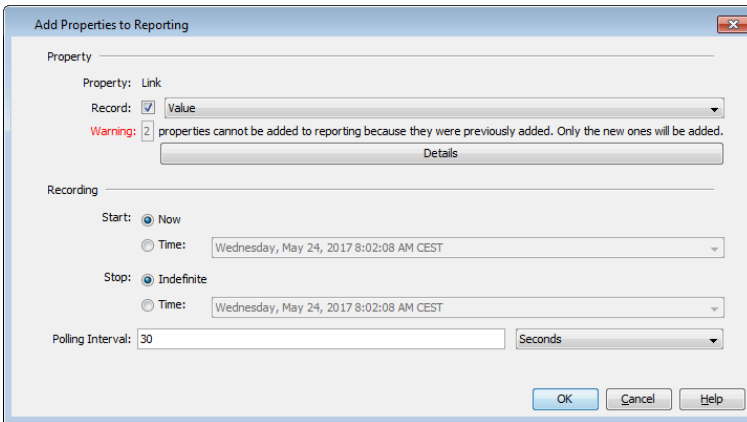 Add Properties to Reporting
Property
Property: Link
Record: Value
Warning: 2 properties cannot be added to reporting because they were previously added. Only the new ones will be added.
Details
Recording
Start: Now
Time: Wednesday, May 24, 2017 8:02:08 AM CEST
Stop: Indefinite
Time: Wednesday, May 24, 2017 8:02:08 AM CEST
Polling Interval: 30 Seconds
OK Cancel Help